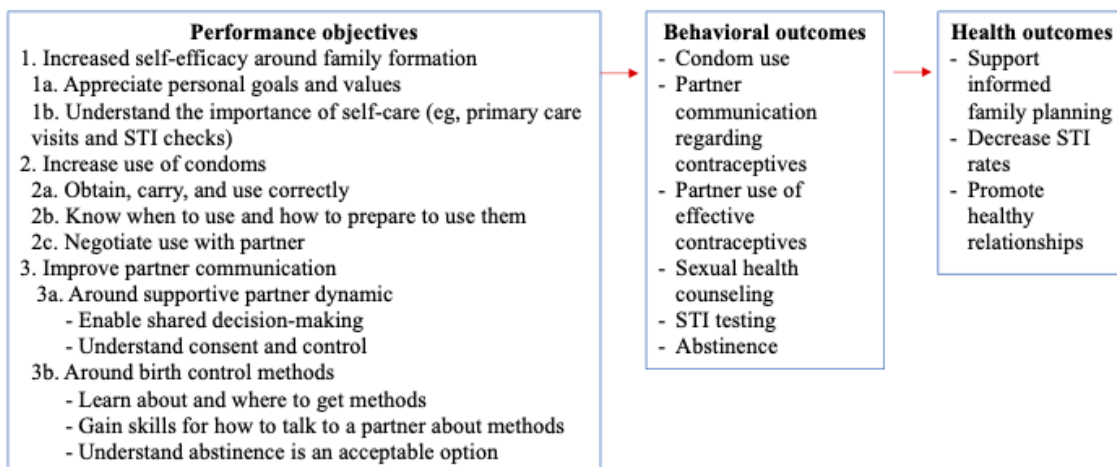 Performance objectives
1. Increased self-efficacy around family formation
1a. Appreciate personal goals and values
1b. Understand the importance of self-care (eg, primary care
visits and STI checks)
2. Increase use of condoms
2a. Obtain, carry, and use correctly
2b. Know when to use and how to prepare to use them
2c. Negotiate use with partner
3. Improve partner communication
3a. Around supportive partner dynamic
- Enable shared decision-making
- Understand consent and control
3b. Around birth control methods
- Learn about and where to get methods
- Gain skills for how to talk to a partner about methods
- Understand abstinence is an acceptable option
Behavioral outcomes
- Condom use
- Partner
communication
regarding
contraceptives
- Partner use of
effective
contraceptives
- Sexual health
counseling
- STI testing
- Abstinence
Health outcomes
- Support
informed
family planning
- Decrease STI
rates
- Promote
healthy
relationships